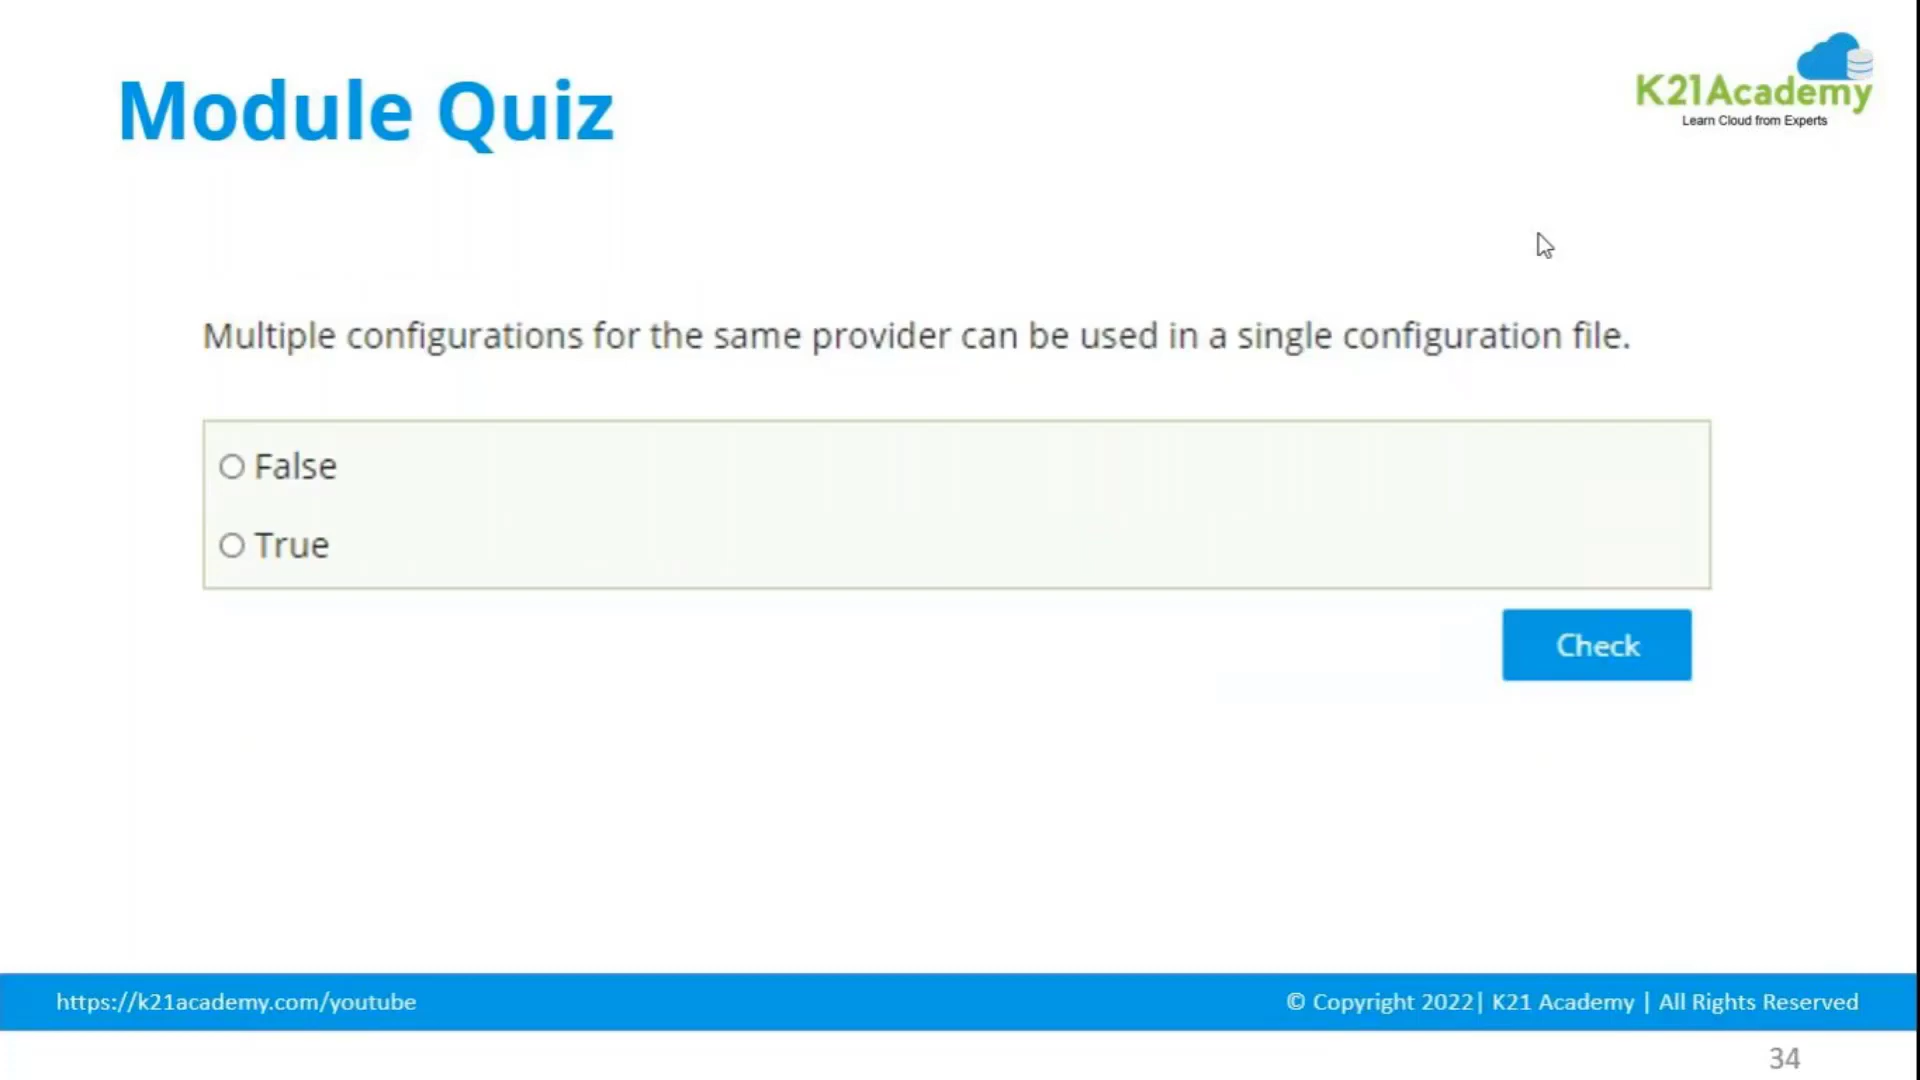 Module Quiz
K21Academy
Learn Cloud from Experts
Multiple configurations for the same provider can be used in a single configuration file.
False
True
Check
https://k21academy.com/youtube
© Copyright 2022| K21 Academy | All Rights Reserved
34